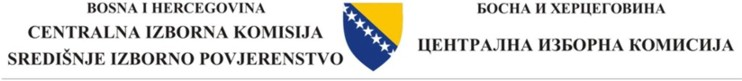 BOSNA I HERCEGOVINA
CENTRALNA IZBORNA KOMISIJA
SREDIŠNJE IZBORNO POVJERENSTVO
БОСНА И ХЕРЦЕГОВИНА
ЦЕНТРАЛНА ИЗБОРНА КОМИСИЈА